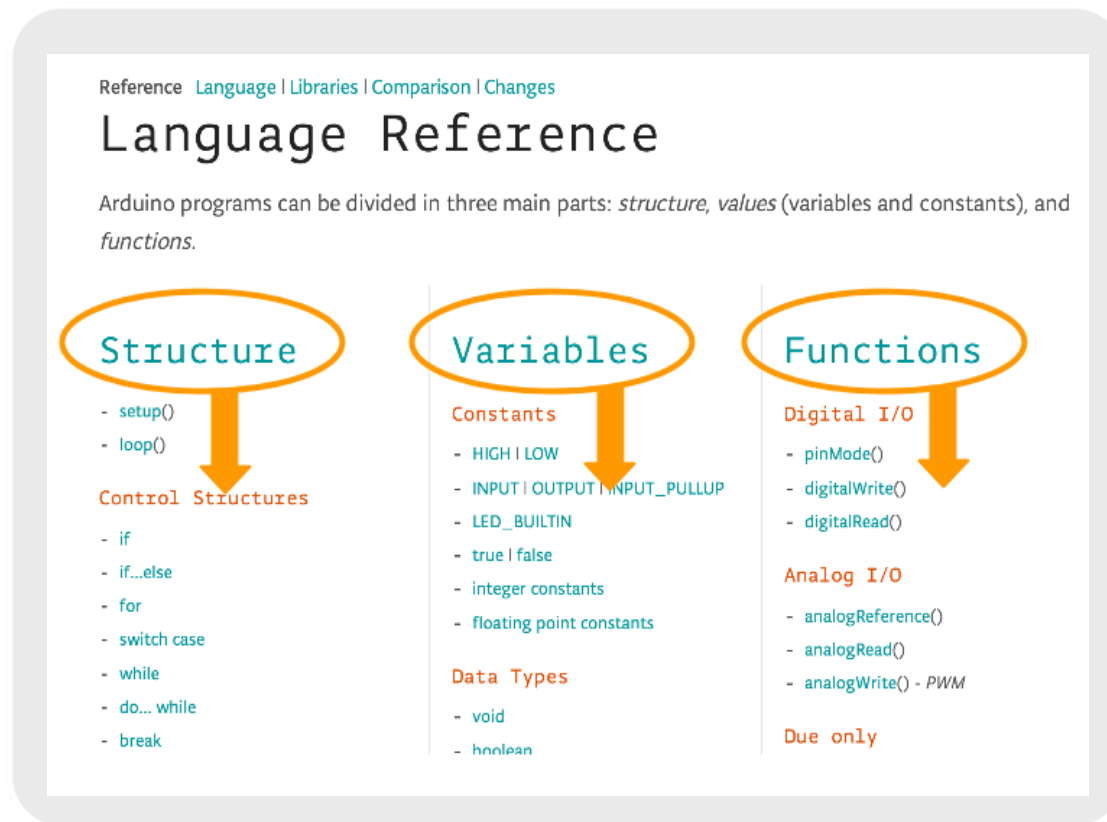 Reference Language | Libraries | Comparison | Changes
Language Reference
Arduino programs can be divided in three main parts: structure, values (variables and constants), and
functions.
Structure
- setup()
- loop()
Control Structures
- if
- if...else
- for
- switch case
- while
- do... while
- break
Variables
Constants
- HIGH | LOW
- INPUT | OUTPUT | INPUT_PULLUP
- LED_BUILTIN
- true | false
- integer constants
- floating point constants
Data Types
- void
- boolean
Functions
Digital I/O
- pinMode()
- digitalWrite()
- digitalRead()
Analog I/O
- analogReference()
- analogRead()
- analogWrite() - PWM
Due only